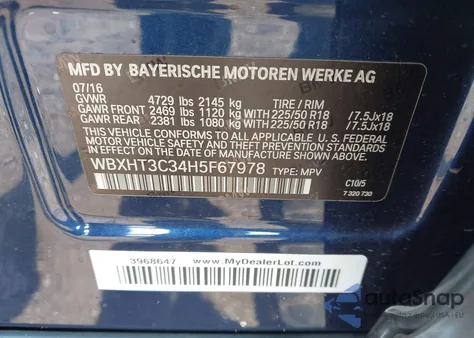 MFD BY BAYERISCHE MOTOREN WERKE AG
07/16
GVWR 4729 lbs 2145 kg TIRE / RIM
GAWR FRONT 2469 lbs 1120 kg WITH 225/50 R18 /7.5Jx18
GAWR REAR 2381 lbs 1080 kg WITH 225/50 R18 /7.5Jx18
THIS VEHICLE CONFORMS TO ALL APPLICABLE U. S. FEDERAL
MOTOR VEHICLE SAFETY, BUMPER, AND THEFT PREVENTION
STANDARDS IN EFFECT ON THE DATE OF MANUFACTURE SHOWN ABOVE.
WBXHT3C34H5F67978 TYPE: MPV
C10/5
7 320 730
3968647 www.MyDealerLot.com
autoSnap